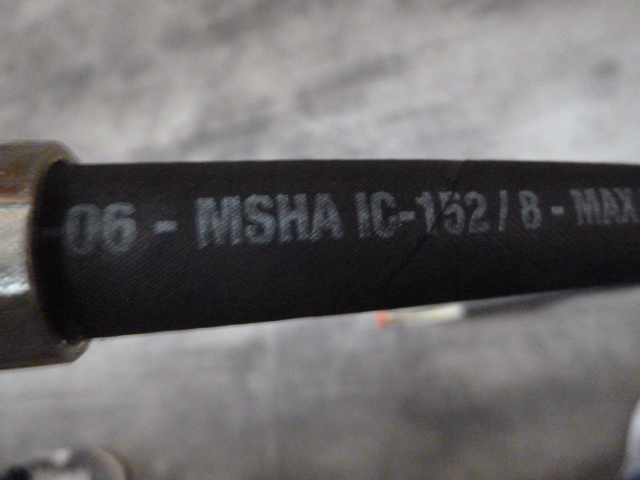 -06 - MSHA IC-152/8 - MAX